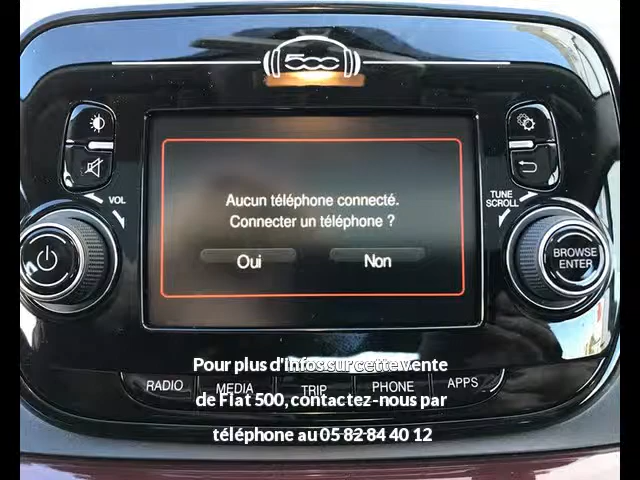 500
VOL
TUNE
SCROLL
Aucun téléphone connecté.
Connecter un téléphone ?
Oui
Non
BROWSE
ENTER
Pour plus d'infos sur cette vente
RADIO MEDIA TRIP PHONE APPS
de Fiat 500, contactez-nous par
téléphone au 05 82 84 40 12